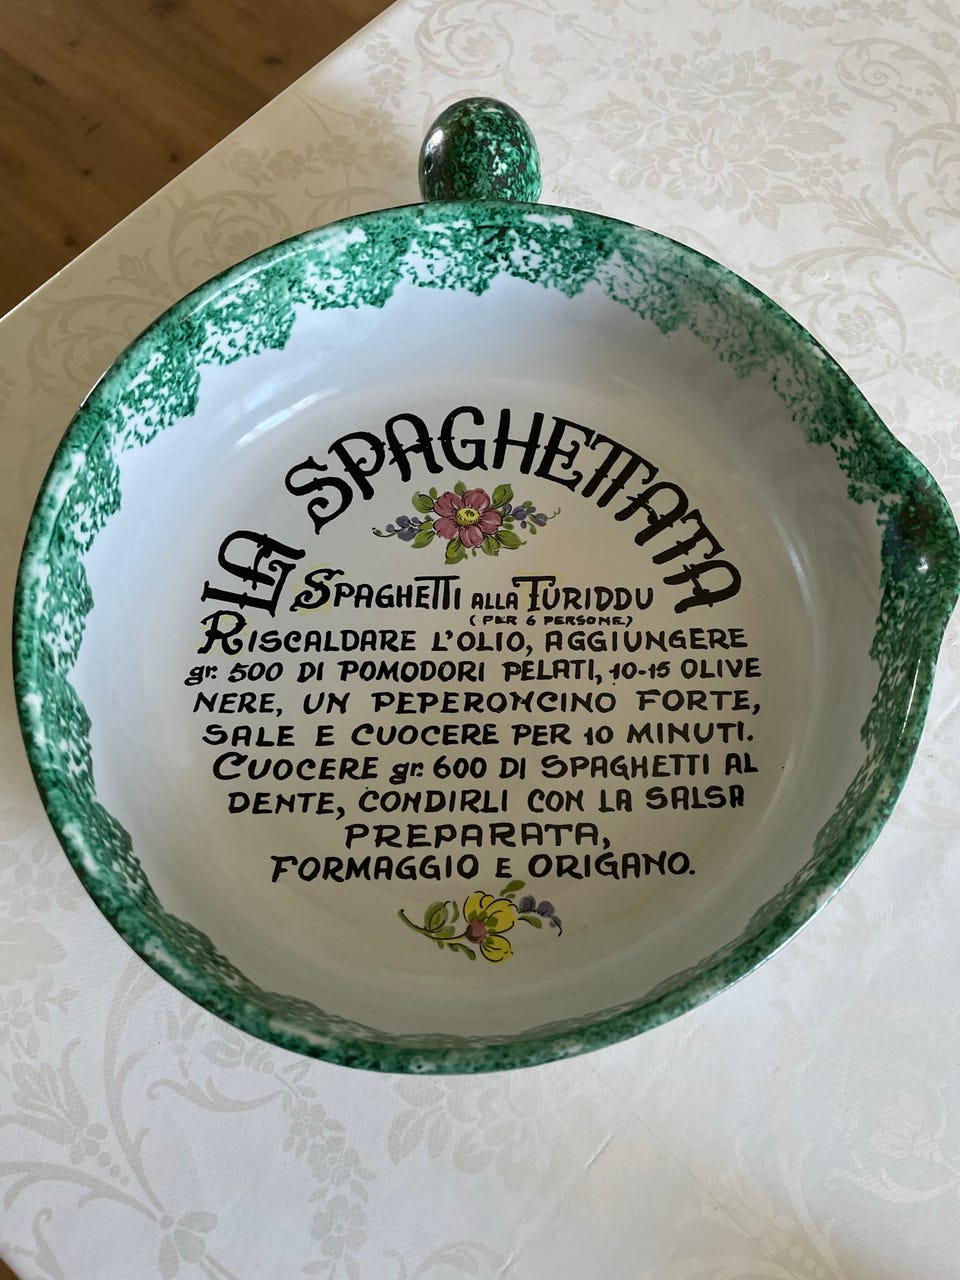 LA SPAGHETTATA
SPAGHETTI ALLA TURIDDU
(PER 6 PERSONE)
RISCALDARE L'OLIO, AGGIUNGERE
gr. 500 DI POMODORI PELATI, 10-15 OLIVE
NERE, UN PEPERONCINO FORTE,
SALE E CUOCERE PER 10 MINUTI.
CUOCERE gr. 600 DI SPAGHETTI AL
DENTE, CONDIRLI CON LA SALSA
PREPARATA,
FORMAGGIO E ORIGANO.